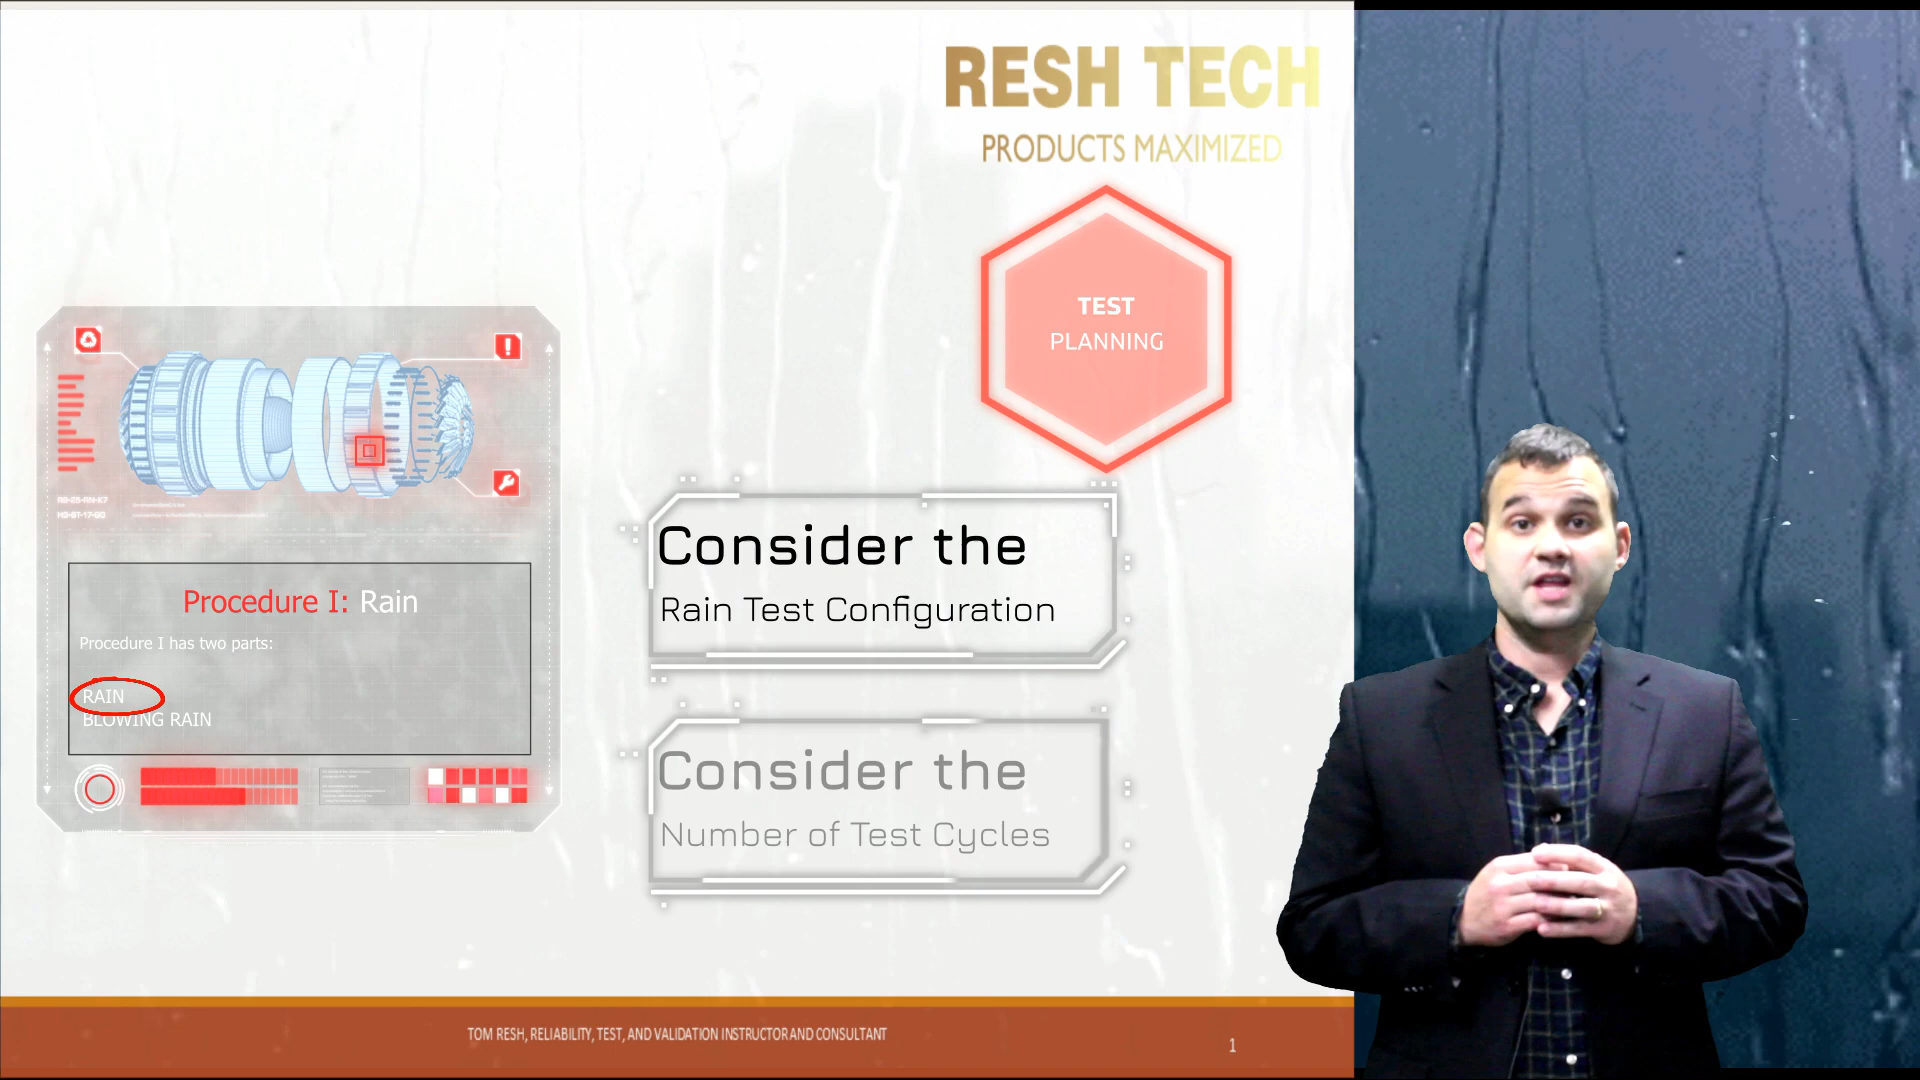 RESH TECH
PRODUCTS MAXIMIZED
TEST
PLANNING
Consider the
Rain Test Configuration
Procedure I: Rain
Procedure I has two parts:
RAIN
BLOWING RAIN
Consider the
Number of Test Cycles
TOM RESH, RELIABILITY, TEST, AND VALIDATION INSTRUCTOR AND CONSULTANT
1